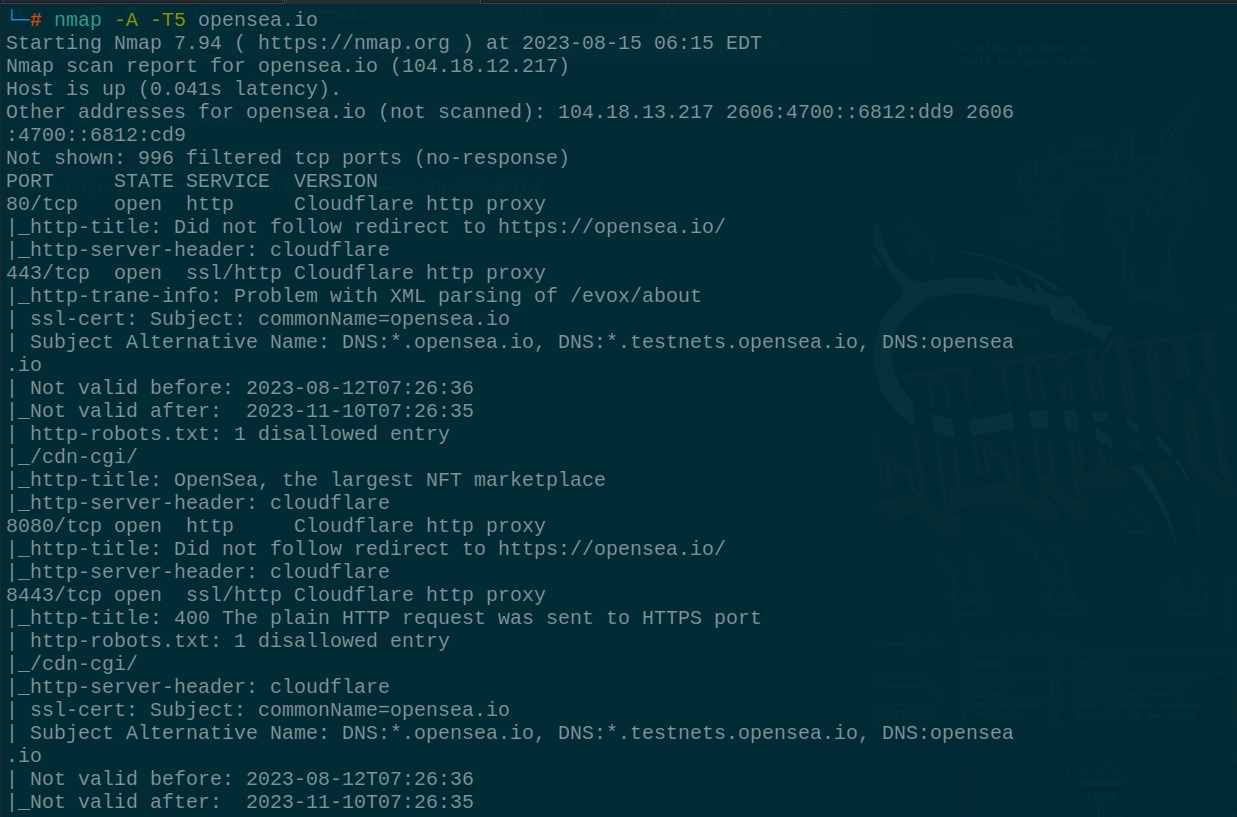 └─# nmap -A -T5 opensea.io
Starting Nmap 7.94 ( https://nmap.org ) at 2023-08-15 06:15 EDT
Nmap scan report for opensea.io (104.18.12.217)
Host is up (0.041s latency).
Other addresses for opensea.io (not scanned): 104.18.13.217 2606:4700::6812:dd9 2606
:4700::6812:cd9
Not shown: 996 filtered tcp ports (no-response)
PORT     STATE SERVICE  VERSION
80/tcp   open  http     Cloudflare http proxy
|_http-title: Did not follow redirect to https://opensea.io/
|_http-server-header: cloudflare
443/tcp  open  ssl/http Cloudflare http proxy
|_http-trane-info: Problem with XML parsing of /evox/about
| ssl-cert: Subject: commonName=opensea.io
| Subject Alternative Name: DNS:*.opensea.io, DNS:*.testnets.opensea.io, DNS:opensea
.io
| Not valid before: 2023-08-12T07:26:36
|_Not valid after:  2023-11-10T07:26:35
| http-robots.txt: 1 disallowed entry
|_/cdn-cgi/
|_http-title: OpenSea, the largest NFT marketplace
|_http-server-header: cloudflare
8080/tcp open  http     Cloudflare http proxy
|_http-title: Did not follow redirect to https://opensea.io/
|_http-server-header: cloudflare
8443/tcp open  ssl/http Cloudflare http proxy
|_http-title: 400 The plain HTTP request was sent to HTTPS port
| http-robots.txt: 1 disallowed entry
|_/cdn-cgi/
|_http-server-header: cloudflare
| ssl-cert: Subject: commonName=opensea.io
| Subject Alternative Name: DNS:*.opensea.io, DNS:*.testnets.opensea.io, DNS:opensea
.io
| Not valid before: 2023-08-12T07:26:36
|_Not valid after:  2023-11-10T07:26:35